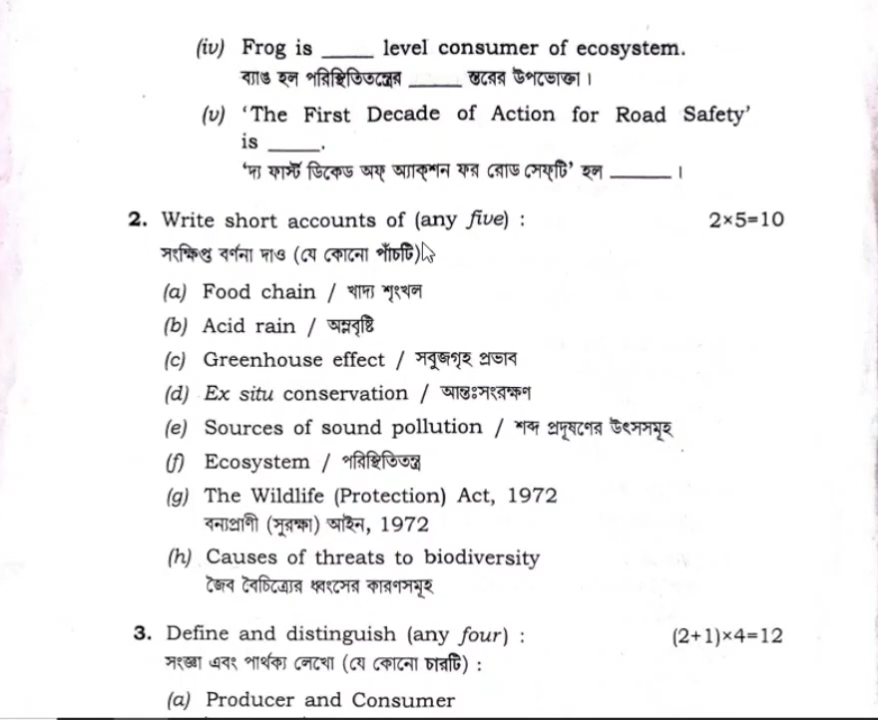 (iv) Frog is _____ level consumer of ecosystem.
ব্যাঙ হল পরিস্থিতিতন্ত্রের _____ স্তরের উপভোক্তা।
(v) ‘The First Decade of Action for Road Safety’
is _____.
‘দ্য ফার্স্ট ডিকেড অফ্ অ্যাক্‌শন ফর রোড সেফ্‌টি’ হল _____।
2. Write short accounts of (any five) : 2×5=10
সংক্ষিপ্ত বর্ণনা দাও (যে কোনো পাঁচটি)
(a) Food chain / খাদ্য শৃংখল
(b) Acid rain / অম্লবৃষ্টি
(c) Greenhouse effect / সবুজগৃহ প্রভাব
(d) Ex situ conservation / আন্তঃসংরক্ষণ
(e) Sources of sound pollution / শব্দ প্রদূষণের উৎসসমূহ
(f) Ecosystem / পরিস্থিতিতন্ত্র
(g) The Wildlife (Protection) Act, 1972
বন্যপ্রাণী (সুরক্ষা) আইন, 1972
(h) Causes of threats to biodiversity
জৈব বৈচিত্র্যের ধ্বংসের কারণসমূহ
3. Define and distinguish (any four) : (2+1)×4=12
সংজ্ঞা এবং পার্থক্য লেখো (যে কোনো চারটি) :
(a) Producer and Consumer